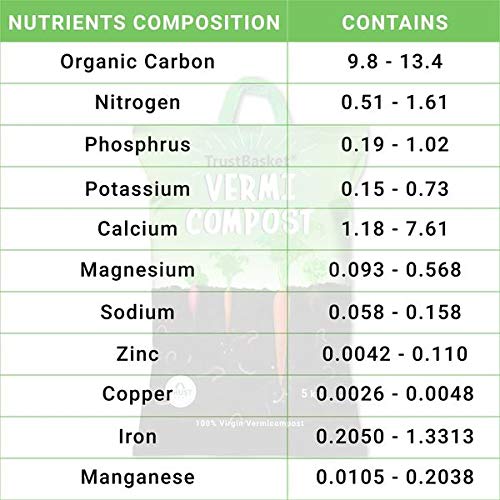 NUTRIENTS COMPOSITION CONTAINS
Organic Carbon 9.8 - 13.4
Nitrogen 0.51 - 1.61
Phosphrus 0.19 - 1.02
TrustBasket®
Potassium 0.15 - 0.73
VERMI
COMPOST
Calcium 1.18 - 7.61
Magnesium 0.093 - 0.568
Sodium 0.058 - 0.158
Zinc 0.0042 - 0.110
Copper 0.0026 - 0.0048
5
100% Virgin Vermicompost
Iron 0.2050 - 1.3313
Manganese 0.0105 - 0.2038